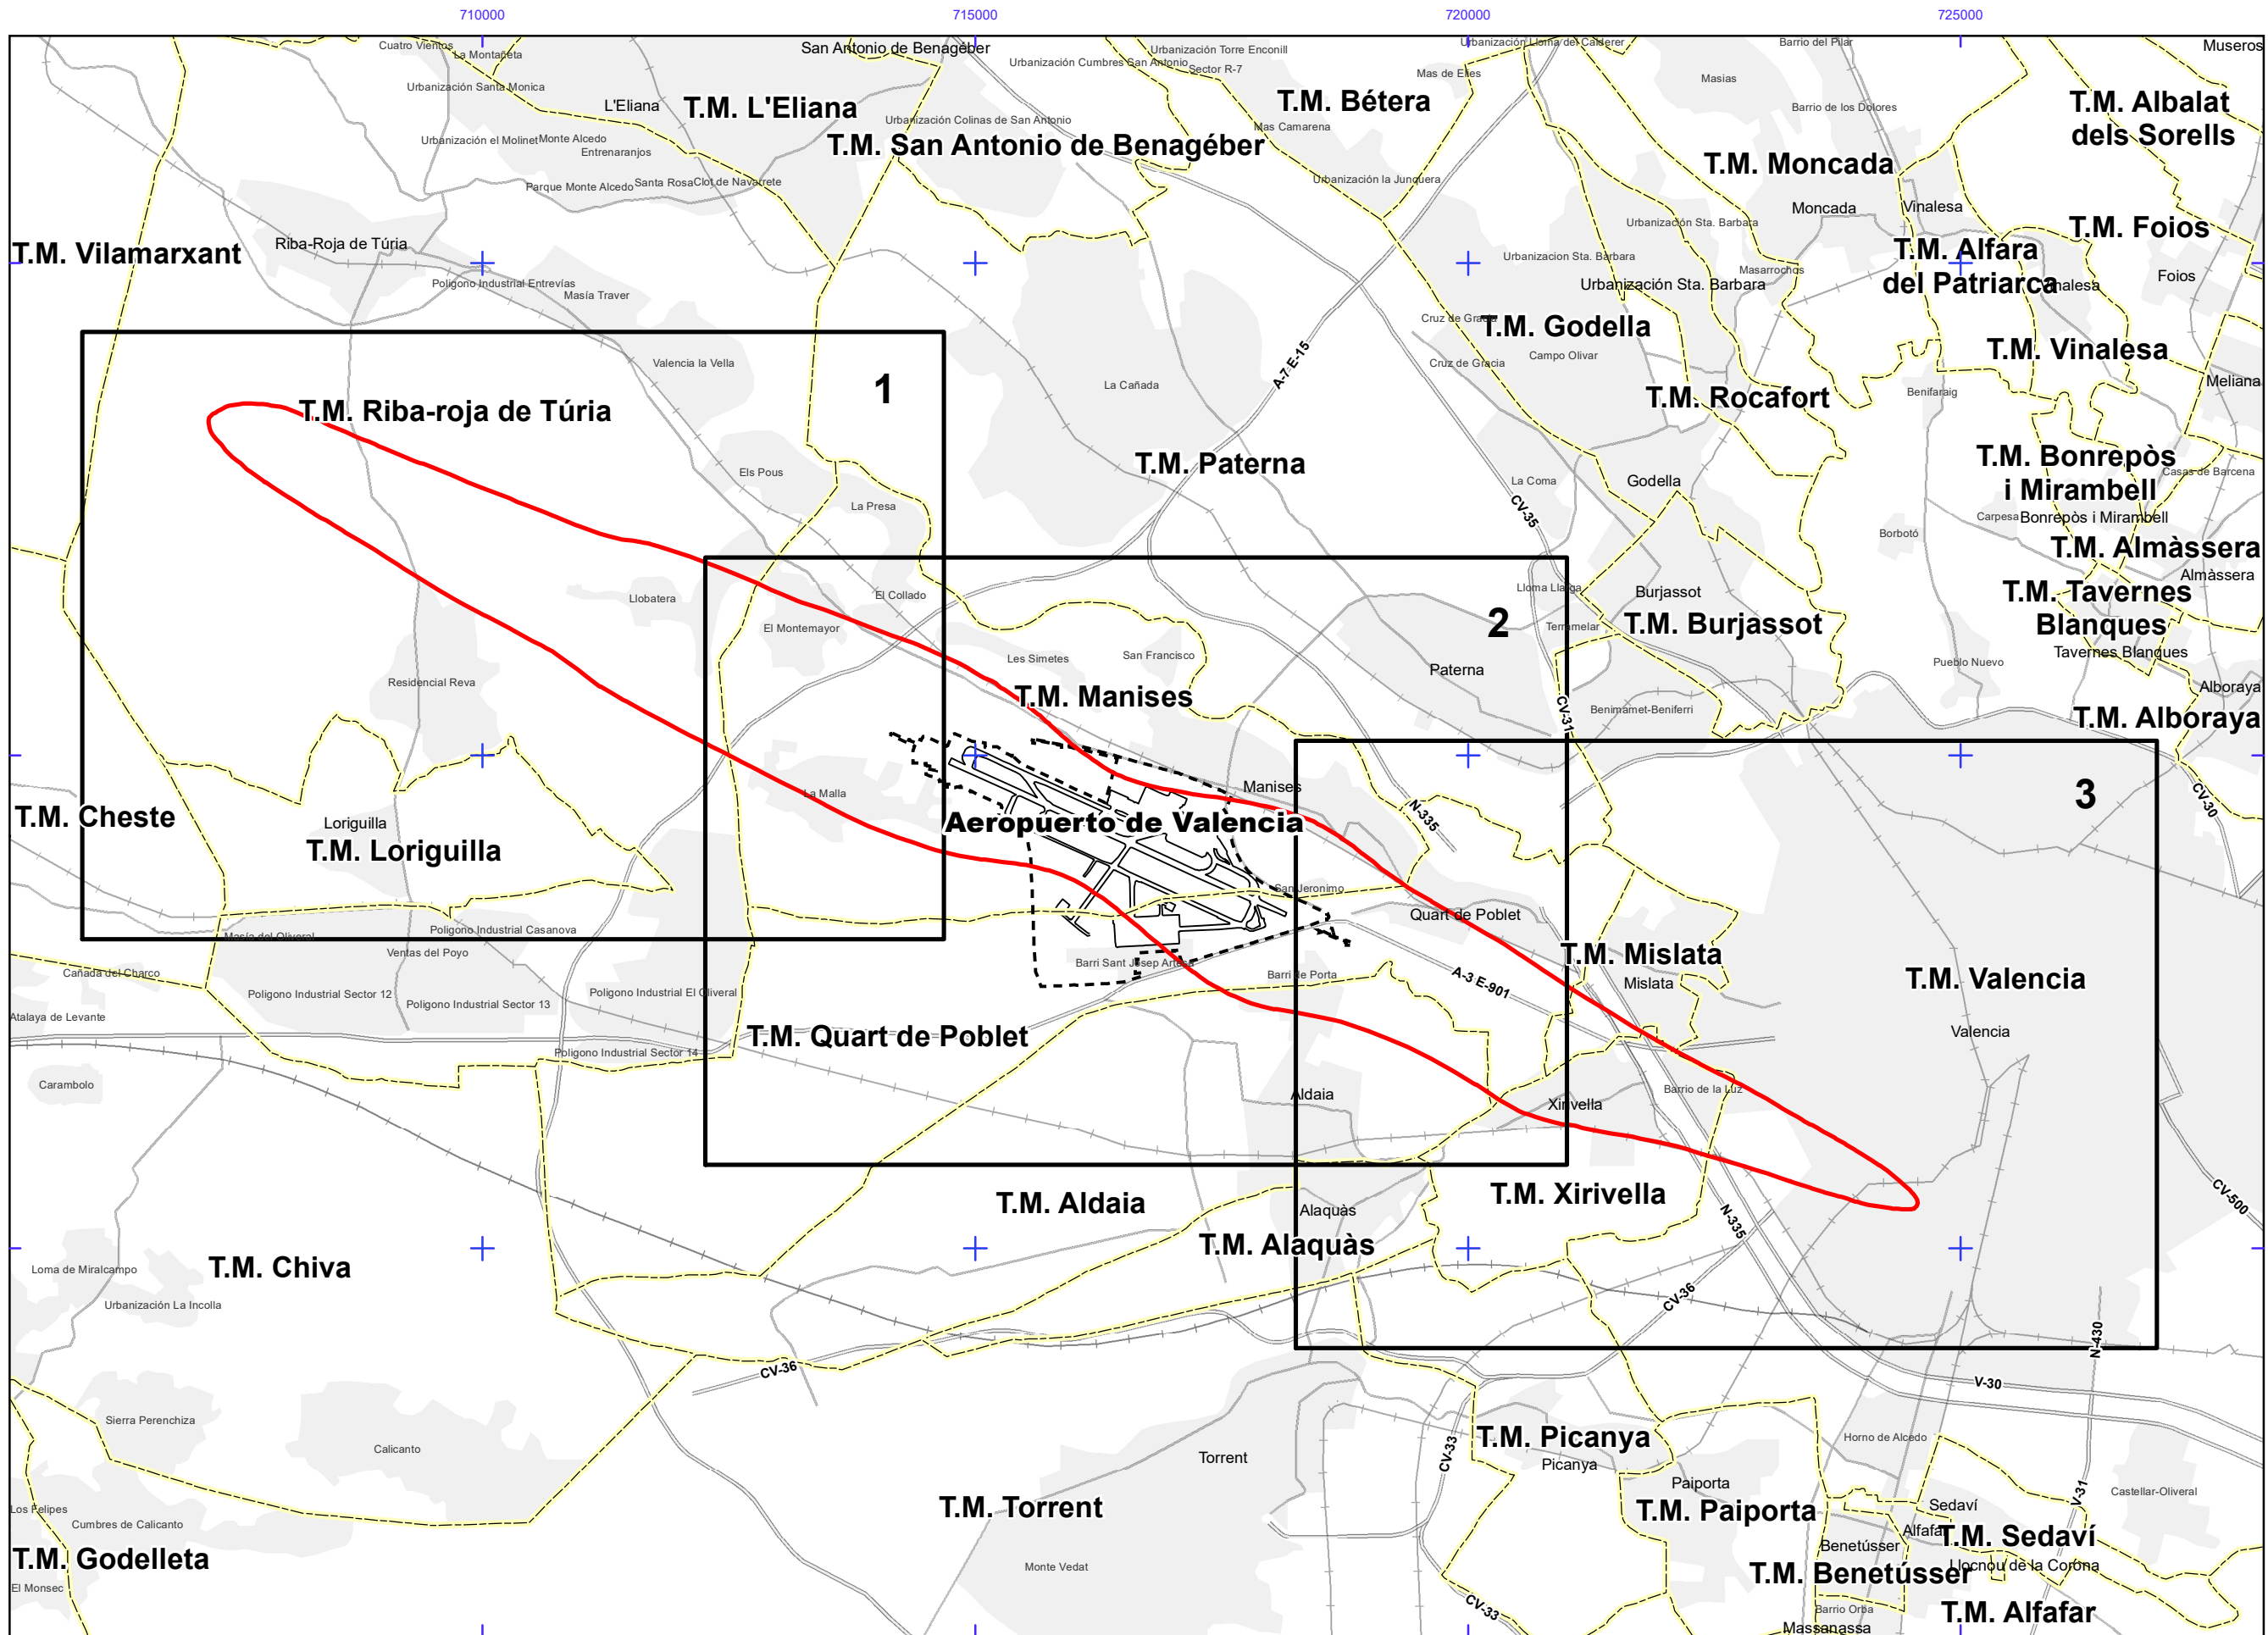 710000
715000
720000
725000
Cuatro Vientos
La Montañeta
San Antonio de Benagéber
Urbanización Torre Enconill
Urbanización Lloma del Calderer
Barrio del Pilar
Museros
Urbanización Santa Monica
Urbanización Cumbres San Antonio
Sector R-7
Mas de Elies
Masias
L'Eliana
T.M. L'Eliana
T.M. Bétera
Barrio de los Dolores
T.M. Albalat
dels Sorells
Urbanización Colinas de San Antonio
Mas Camarena
Urbanización el Molinet
Monte Alcedo
Entrenaranjos
T.M. San Antonio de Benagéber
T.M. Moncada
Parque Monte Alcedo
Santa Rosa
Clot de Navarrete
Urbanización la Junquera
Moncada
Vinalesa
T.M. Foios
Urbanización Sta. Barbara
T.M. Vilamarxant
Riba-Roja de Túria
Urbanizacion Sta. Barbara
T.M. Alfara
del Patriarca
Masarrochos
Foios
Poligono Industrial Entrevías
Masía Traver
Urbanización Sta. Barbara
Vinalesa
Cruz de Gracia
T.M. Godella
T.M. Vinalesa
Valencia la Vella
A-7 E-15
Cruz de Gracia
Campo Olivar
1
La Cañada
T.M. Rocafort
Benifaraig
Meliana
T.M. Riba-roja de Túria
T.M. Paterna
T.M. Bonrepòs
i Mirambell
Els Pous
La Coma
Godella
Casas de Barcena
La Presa
CV-35
Carpesa
Bonrepòs i Mirambell
Borbotó
T.M. Almàssera
Almàssera
Llobatera
El Collado
Lloma Llarga
Burjassot
T.M. Tavernes
Blanques
El Montemayor
2
Terramelar
T.M. Burjassot
Les Simetes
San Francisco
Paterna
Pueblo Nuevo
Tavernes Blanques
Residencial Reva
T.M. Manises
CV-31
Benimamet-Beniferri
Alboraya
T.M. Alboraya
La Malla
Manises
3
CV-30
T.M. Cheste
Loriguilla
T.M. Loriguilla
Aeropuerto de Valencia
N-335
San Jeronimo
Quart de Poblet
Masía del Oliveral
Poligono Industrial Casanova
Ventas del Poyo
Barri Sant Josep Artesa
Barri de Porta
A-3 E-901
T.M. Mislata
Mislata
T.M. Valencia
Cañada del Charco
Poligono Industrial Sector 12
Poligono Industrial Sector 13
Poligono Industrial El Oliveral
Atalaya de Levante
T.M. Quart de Poblet
Valencia
Poligono Industrial Sector 14
Carambolo
Aldaia
Xirivella
Barrio de la Luz
T.M. Aldaia
Alaquàs
T.M. Xirivella
N-335
CV-500
T.M. Alaquàs
T.M. Chiva
Loma de Miralcampo
Urbanización La Incolla
CV-36
N-430
CV-36
V-30
Sierra Perenchiza
Calicanto
Torrent
CV-33
T.M. Picanya
Picanya
Horno de Alcedo
Paiporta
V-31
Castellar-Oliveral
Los Felipes
Cumbres de Calicanto
T.M. Torrent
T.M. Paiporta
Sedaví
Alfafar
T.M. Sedaví
Benetússer
T.M. Godelleta
Monte Vedat
T.M. Benetússer
Llocnou de la Corona
El Monsec
CV-33
Barrio Orba
T.M. Alfafar
Massanassa